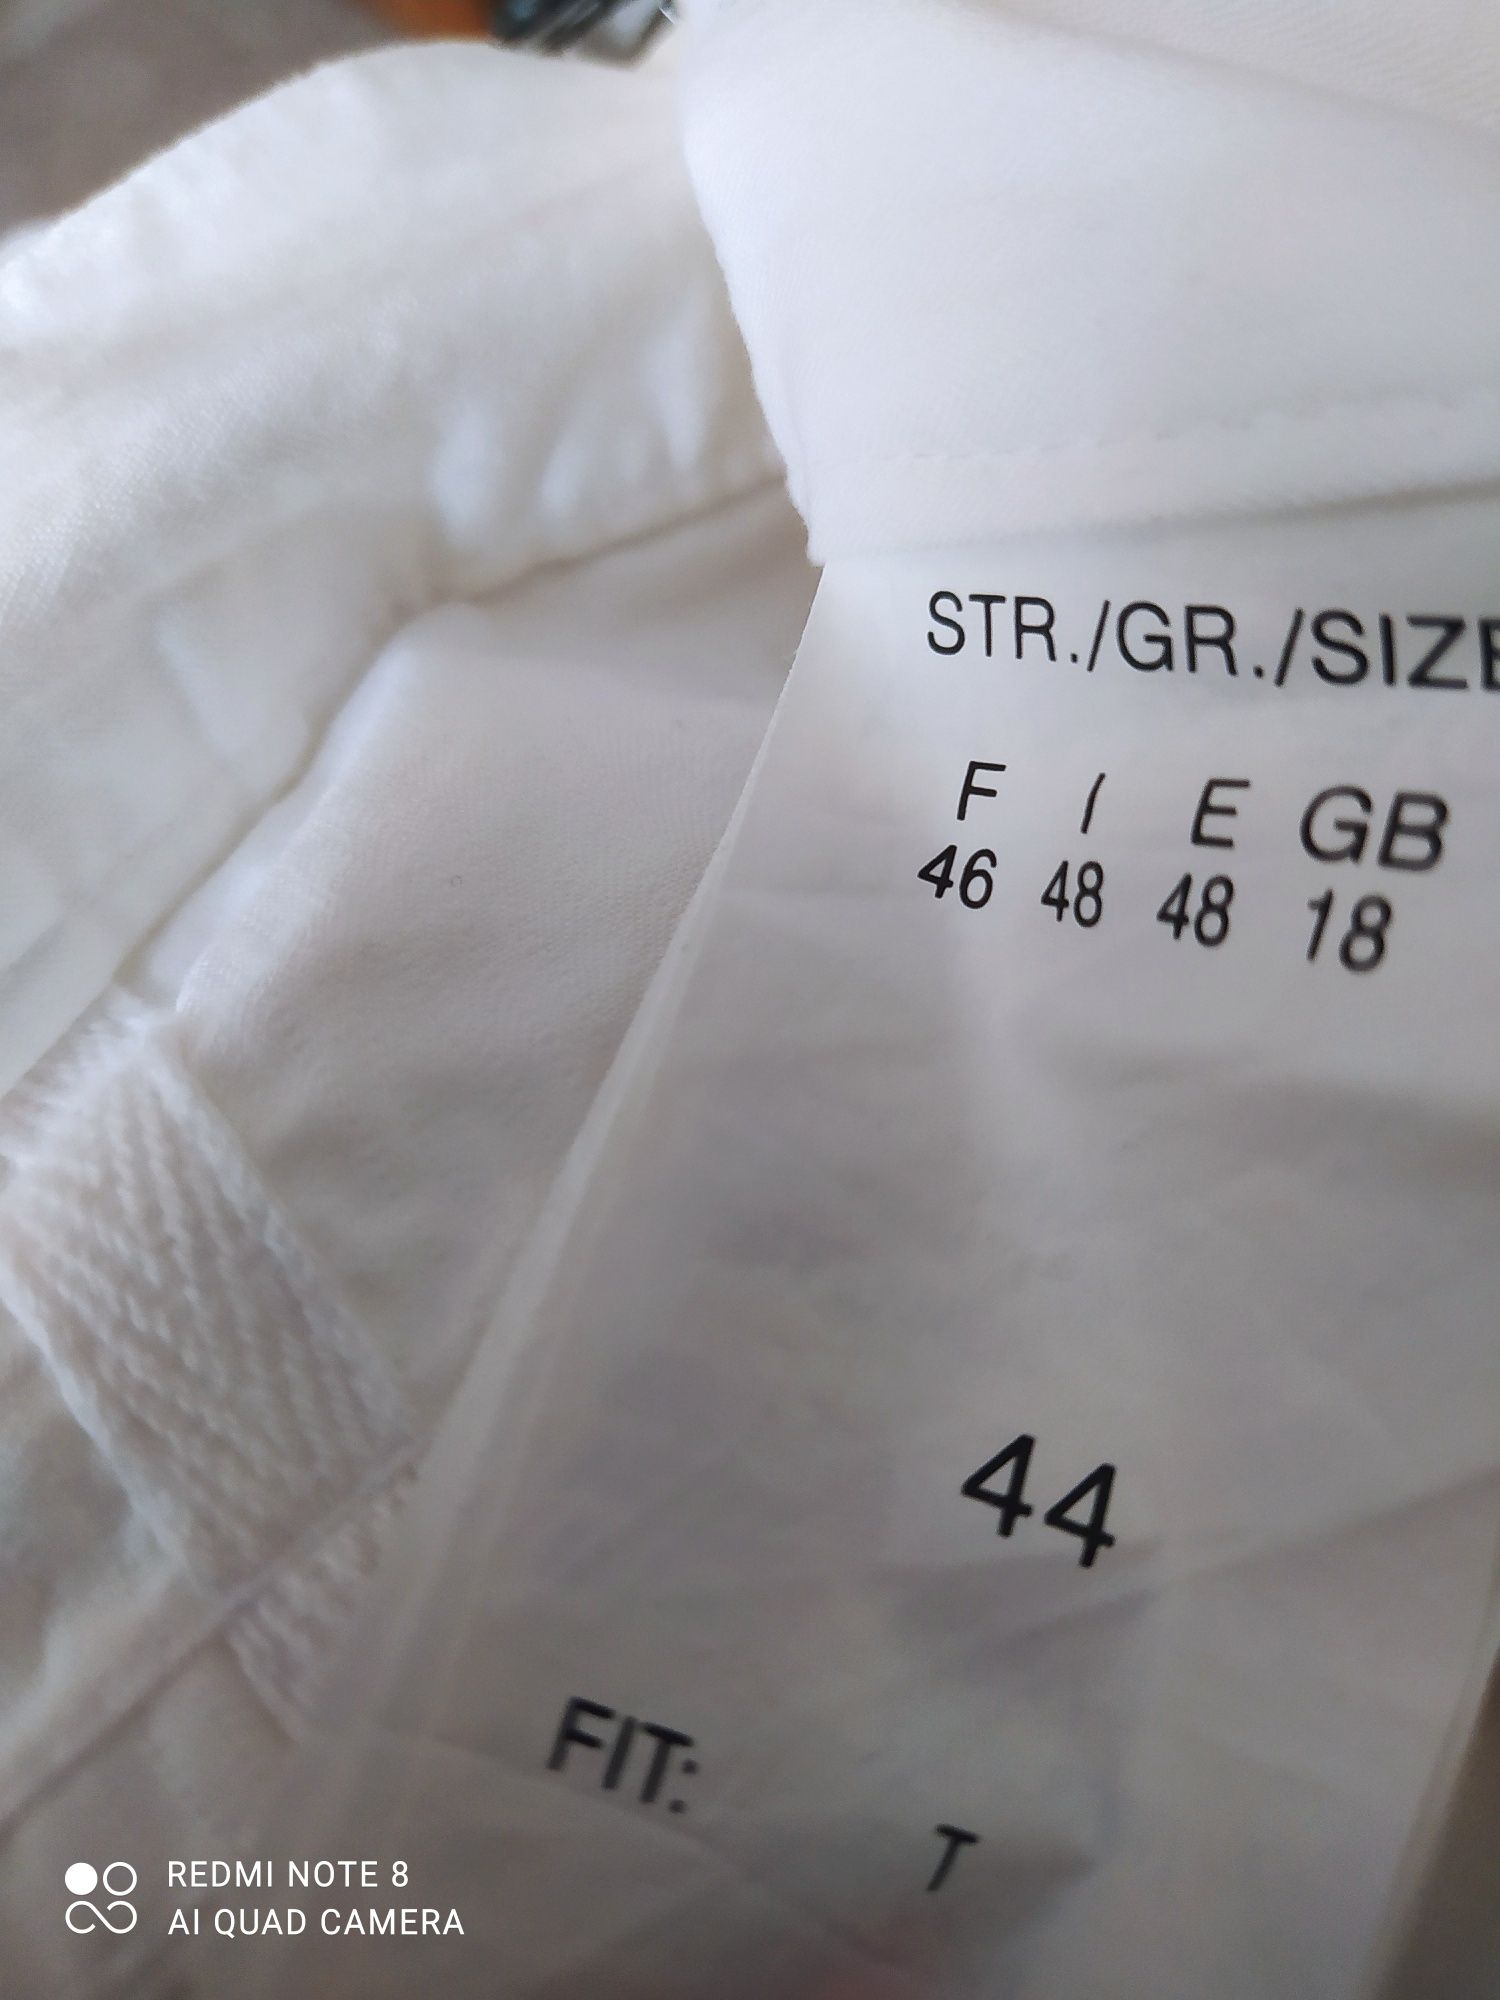 STR./GR./SIZE
F I E GB
46 48 48 18
44
FIT:
T
REDMI NOTE 8
AI QUAD CAMERA